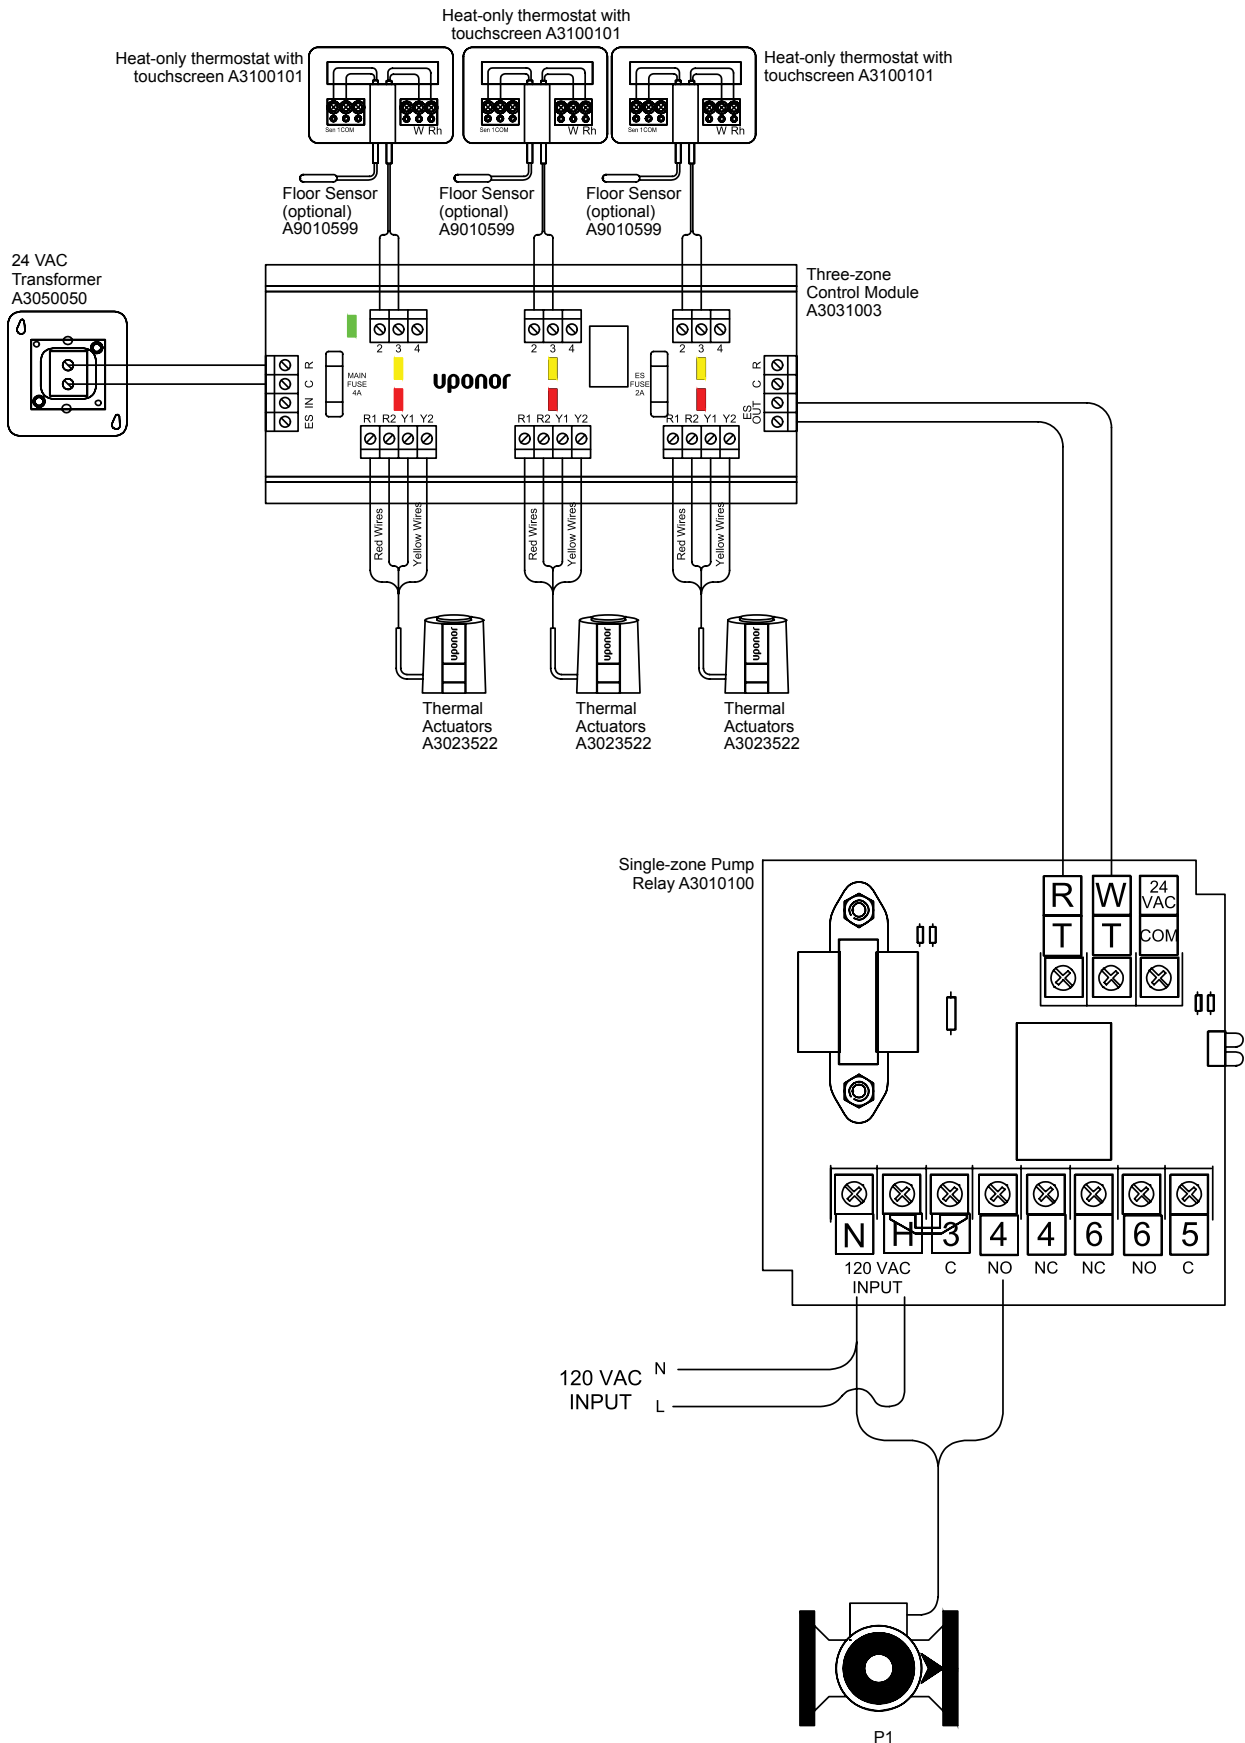 Heat-only thermostat with
touchscreen A3100101
Heat-only thermostat with
touchscreen A3100101
Heat-only thermostat with
touchscreen A3100101
Sen 1COM
W Rh
Sen 1COM
W Rh
Sen 1COM
W Rh
Floor Sensor
(optional)
A9010599
Floor Sensor
(optional)
A9010599
Floor Sensor
(optional)
A9010599
24 VAC
Transformer
A3050050
Three-zone
Control Module
A3031003
2 3 4
2 3 4
2 3 4
R
C
ES IN
MAIN
FUSE
4A
uponor
ES
FUSE
2A
R
C
ES
OUT
R1 R2 Y1 Y2
R1 R2 Y1 Y2
R1 R2 Y1 Y2
Red Wires
Yellow Wires
Red Wires
Yellow Wires
Red Wires
Yellow Wires
uponor
uponor
uponor
Thermal
Actuators
A3023522
Thermal
Actuators
A3023522
Thermal
Actuators
A3023522
Single-zone Pump
Relay A3010100
R W 24
VAC
T T COM
N H 3 4 4 6 6 5
120 VAC
INPUT
C NO NC NC NO C
120 VAC
INPUT
N
L
P1